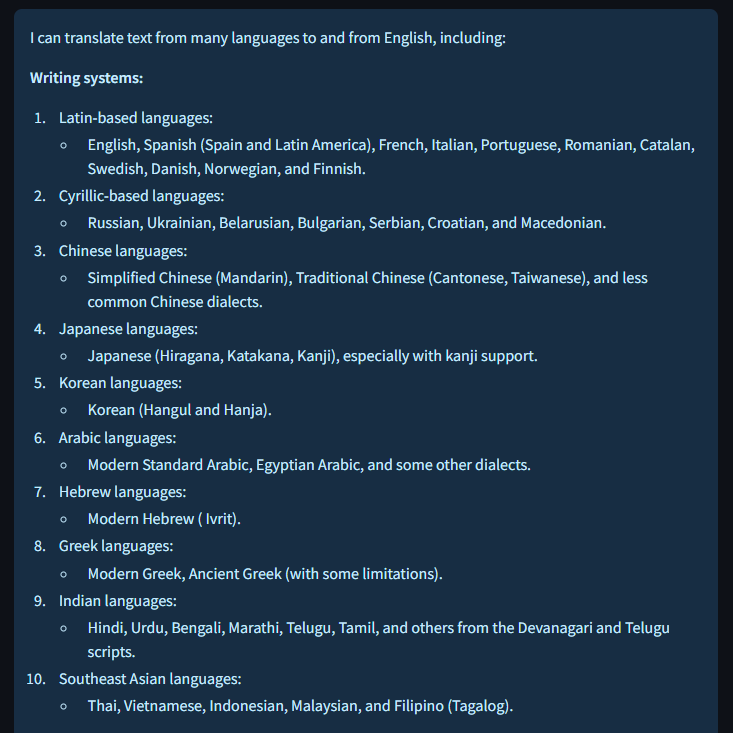 I can translate text from many languages to and from English, including:
Writing systems:
1. Latin-based languages:
○ English, Spanish (Spain and Latin America), French, Italian, Portuguese, Romanian, Catalan,
Swedish, Danish, Norwegian, and Finnish.
2. Cyrillic-based languages:
○ Russian, Ukrainian, Belarusian, Bulgarian, Serbian, Croatian, and Macedonian.
3. Chinese languages:
○ Simplified Chinese (Mandarin), Traditional Chinese (Cantonese, Taiwanese), and less
common Chinese dialects.
4. Japanese languages:
○ Japanese (Hiragana, Katakana, Kanji), especially with kanji support.
5. Korean languages:
○ Korean (Hangul and Hanja).
6. Arabic languages:
○ Modern Standard Arabic, Egyptian Arabic, and some other dialects.
7. Hebrew languages:
○ Modern Hebrew ( Ivrit).
8. Greek languages:
○ Modern Greek, Ancient Greek (with some limitations).
9. Indian languages:
○ Hindi, Urdu, Bengali, Marathi, Telugu, Tamil, and others from the Devanagari and Telugu
scripts.
10. Southeast Asian languages:
○ Thai, Vietnamese, Indonesian, Malaysian, and Filipino (Tagalog).